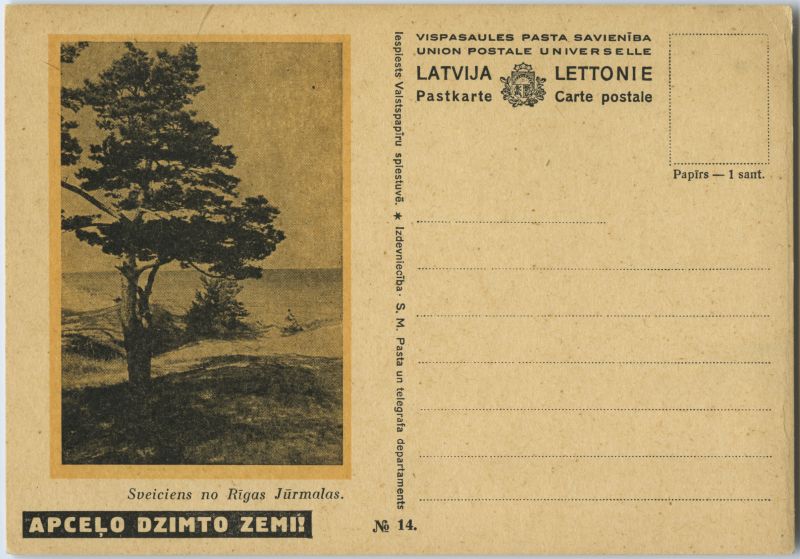 Sveiciens no Rīgas Jūrmalas.
APCEĻO DZIMTO ZEMI!
Iespiests Valstspapīru spiestuvē. ★ Izdevniecība: S. M. Pasta un telegrafa departaments
№ 14.
VISPASAULES PASTA SAVIENĪBA
UNION POSTALE UNIVERSELLE
LATVIJA LETTONIE
Pastkarte Carte postale
Papīrs — 1 sant.